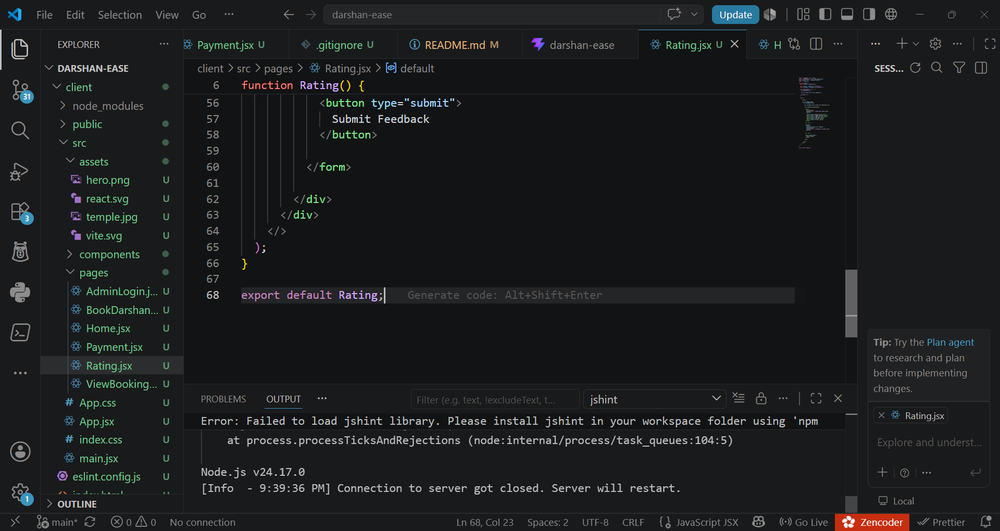 File Edit Selection View Go
darshan-ease
Update
EXPLORER
DARSHAN-EASE
client
node_modules
public
src
assets
hero.png U
react.svg U
temple.jpg U
vite.svg U
components
pages
AdminLogin.j... U
BookDarshan... U
Home.jsx U
Payment.jsx U
Rating.jsx U
ViewBooking... U
App.css U
App.jsx U
index.css U
main.jsx U
eslint.config.js U
index.html U
OUTLINE
31
3
1
Payment.jsx U
.gitignore U
README.md M
darshan-ease
Rating.jsx U
H
client > src > pages > Rating.jsx > default
6 function Rating() {
56 <button type="submit">
57 Submit Feedback
58 </button>
59
60 </form>
61
62 </div>
63 </div>
64 </>
65 );
66 }
67
68 export default Rating; Generate code: Alt+Shift+Enter
PROBLEMS OUTPUT
Filter (e.g. text, !excludeText, t...
jshint
Error: Failed to load jshint library. Please install jshint in your workspace folder using 'npm
at process.processTicksAndRejections (node:internal/process/task_queues:104:5)
Node.js v24.17.0
[Info - 9:39:36 PM] Connection to server got closed. Server will restart.
SESS...
Tip: Try the Plan agent
to research and plan
before implementing
changes.
Rating.jsx
Explore and underst...
Local
main* 0 0 No connection
Ln 68, Col 23 Spaces: 2 UTF-8 CRLF JavaScript JSX Go Live Zencoder Prettier